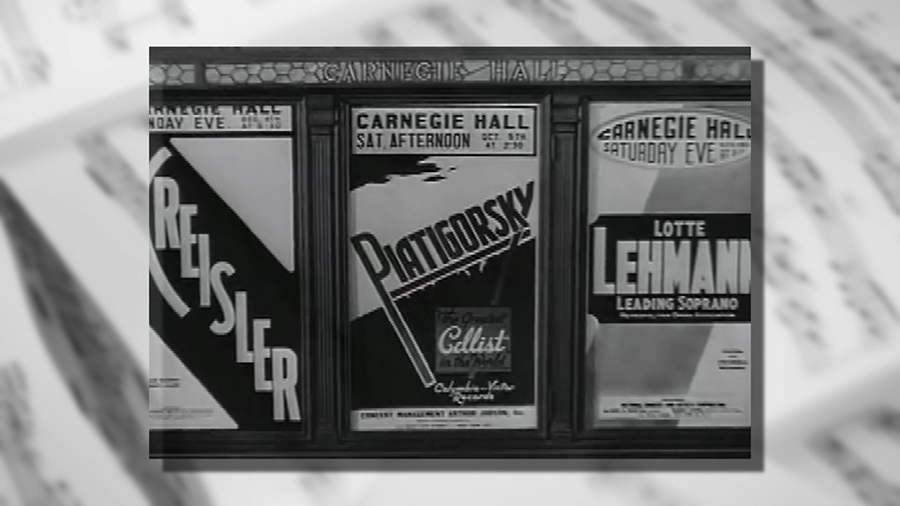 CARNEGIE HALL
RNEGIE HALL
NDAY EVE.
REISLER
CARNEGIE HALL
SAT. AFTERNOON OCT. 5TH
AT 2:30
PIATIGORSKY
the Greatest
Cellist
in the World
Columbia-Victor
Records
CONCERT MANAGEMENT ARTHUR JUDSON, Inc.
CARNEGIE HALL
SATURDAY EVE
LOTTE
LEHMANN
LEADING SOPRANO